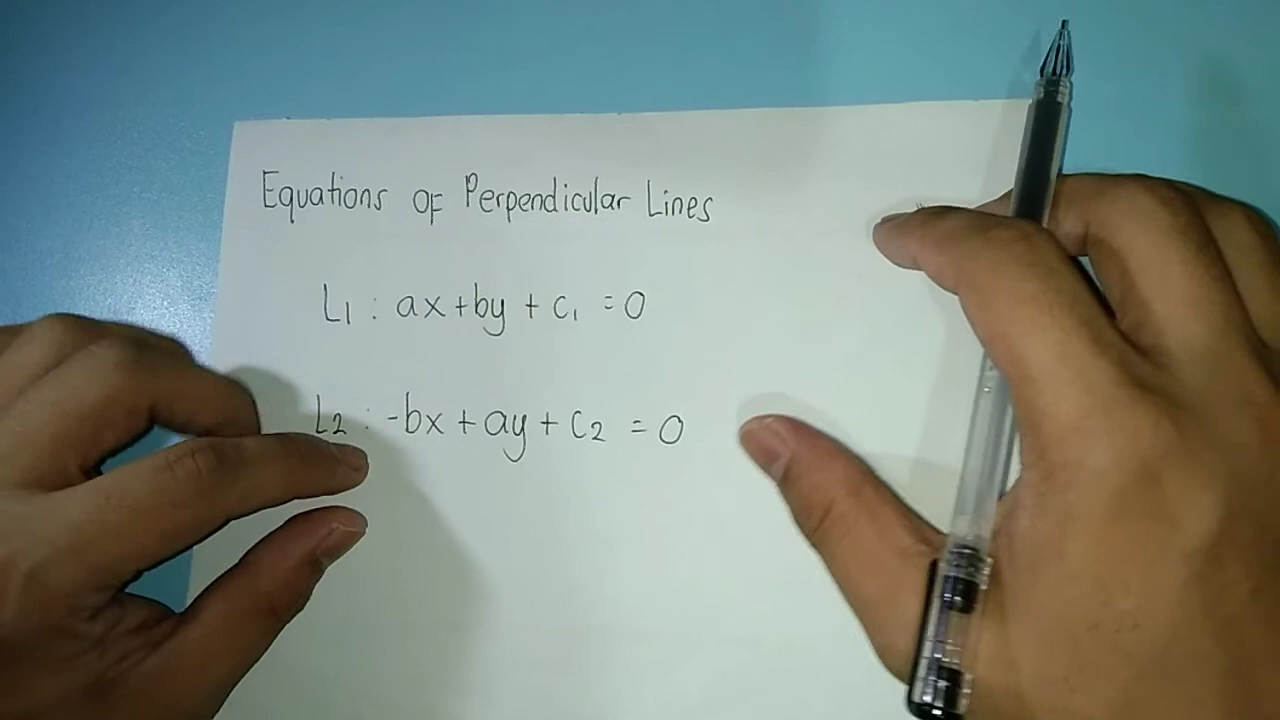 Equations of Perpendicular Lines
L₁ : ax + by + c₁ = 0
L₂ : -bx + ay + c₂ = 0